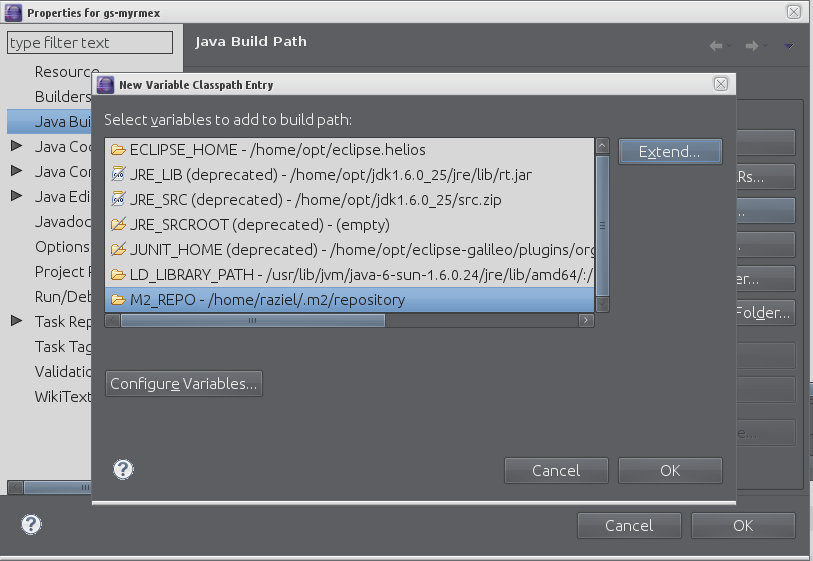 Properties for gs-myrmex
type filter text
Java Build Path
Resource
Builders
Java Bui
Java Co
Java Con
Java Edi
Javadoc
Options
Project R
Run/Deb
Task Rep
Task Tag
Validatio
WikiText
New Variable Classpath Entry
Select variables to add to build path:
ECLIPSE_HOME - /home/opt/eclipse.helios
JRE_LIB (deprecated) - /home/opt/jdk1.6.0_25/jre/lib/rt.jar
JRE_SRC (deprecated) - /home/opt/jdk1.6.0_25/src.zip
JRE_SRCROOT (deprecated) - (empty)
JUNIT_HOME (deprecated) - /home/opt/eclipse-galileo/plugins/org
LD_LIBRARY_PATH - /usr/lib/jvm/java-6-sun-1.6.0.24/jre/lib/amd64/:/
M2_REPO - /home/raziel/.m2/repository
Extend...
Configure Variables...
Cancel
OK
Rs...
er...
Folder...
e...
Cancel
OK